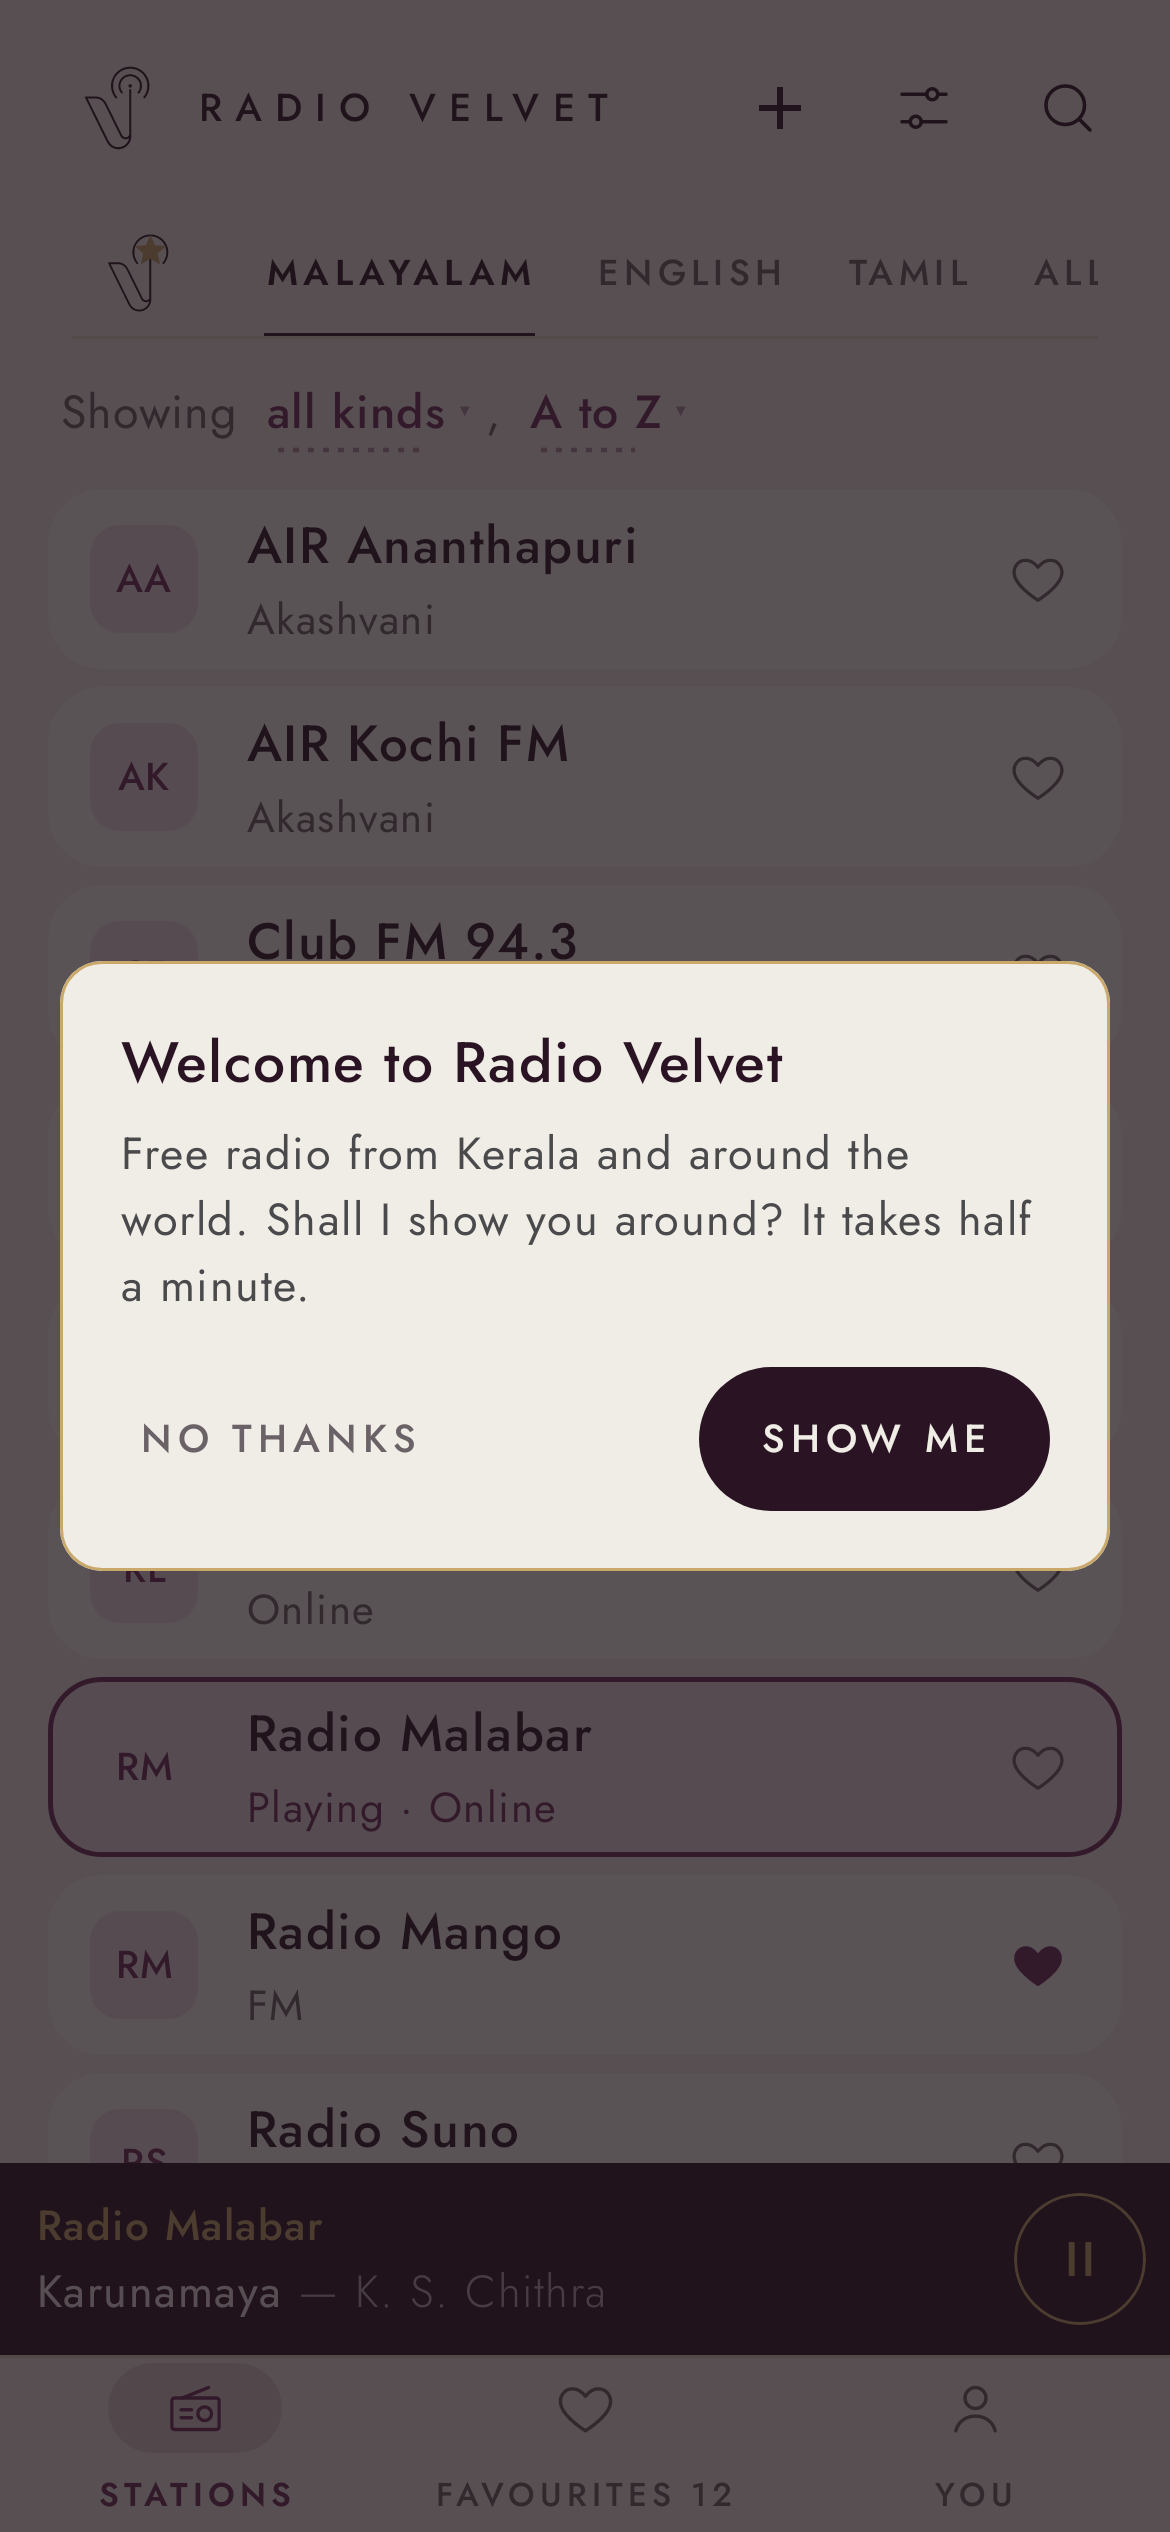 RADIO VELVET
MALAYALAM ENGLISH TAMIL ALL
Showing all kinds , A to Z
AA
AIR Ananthapuri
Akashvani
AK
AIR Kochi FM
Akashvani
Club FM 94.3
Welcome to Radio Velvet
Free radio from Kerala and around the
world. Shall I show you around? It takes half
a minute.
NO THANKS
SHOW ME
Online
RM
Radio Malabar
Playing · Online
RM
Radio Mango
FM
RS
Radio Suno
Radio Malabar
Karunamaya — K. S. Chithra
STATIONS
FAVOURITES 12
YOU